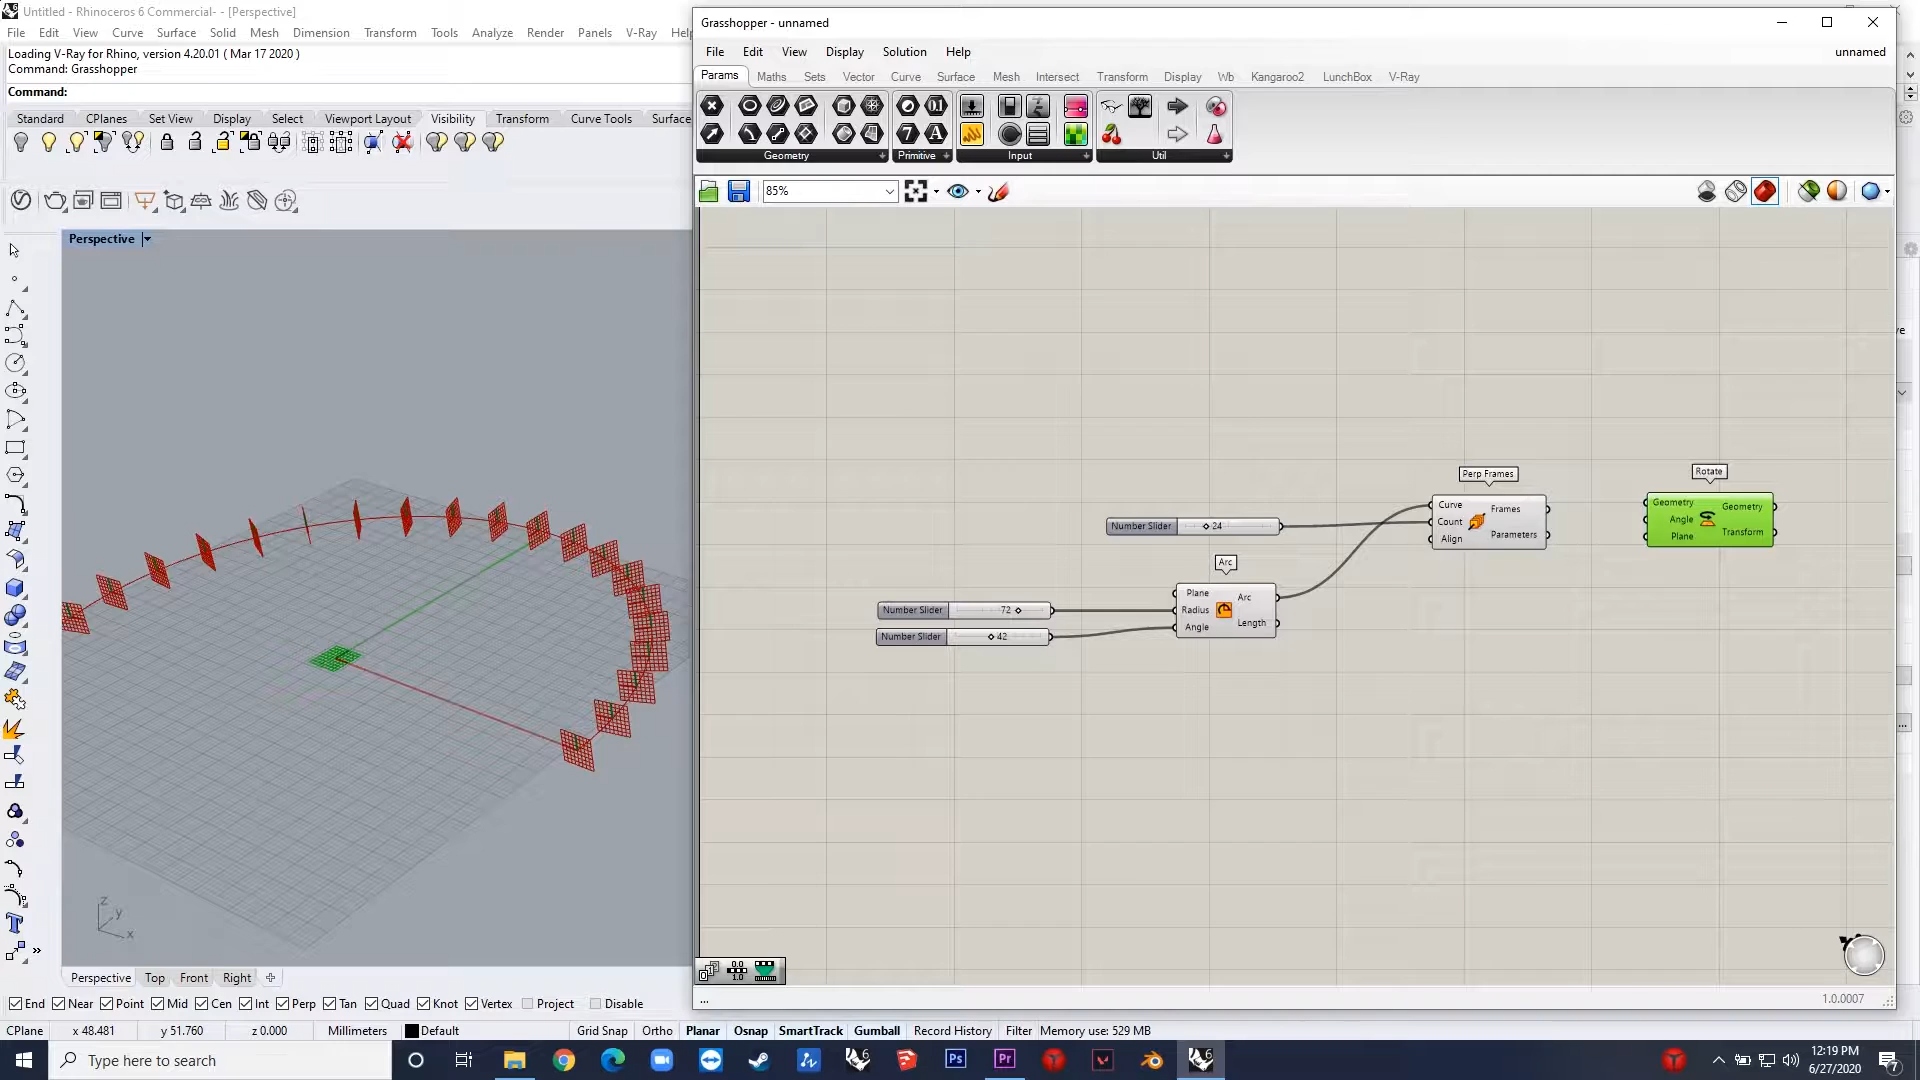 Untitled - Rhinoceros 6 Commercial- - [Perspective]
File Edit View Curve Surface Solid Mesh Dimension Transform Tools Analyze Render Panels V-Ray Help
Loading V-Ray for Rhino, version 4.20.01 ( Mar 17 2020 )
Command: Grasshopper
Command:
Standard CPlanes Set View Display Select Viewport Layout Visibility Transform Curve Tools Surface
Perspective
z
y
x
Perspective Top Front Right
End Near Point Mid Cen Int Perp Tan Quad Knot Vertex Project Disable
CPlane x 48.481 y 51.760 z 0.000 Millimeters Default Grid Snap Ortho Planar Osnap SmartTrack Gumball Record History Filter Memory use: 529 MB
Grasshopper - unnamed
File Edit View Display Solution Help unnamed
Params Maths Sets Vector Curve Surface Mesh Intersect Transform Display Wb Kangaroo2 LunchBox V-Ray
Geometry Primitive Input Util
85%
Perp Frames
Curve
Count
Align
Frames
Parameters
Rotate
Geometry
Angle
Plane
Geometry
Transform
Number Slider 24
Arc
Plane
Radius
Angle
Arc
Length
Number Slider 72
Number Slider 42
... 1.0.0007
Type here to search
12:19 PM
6/27/2020